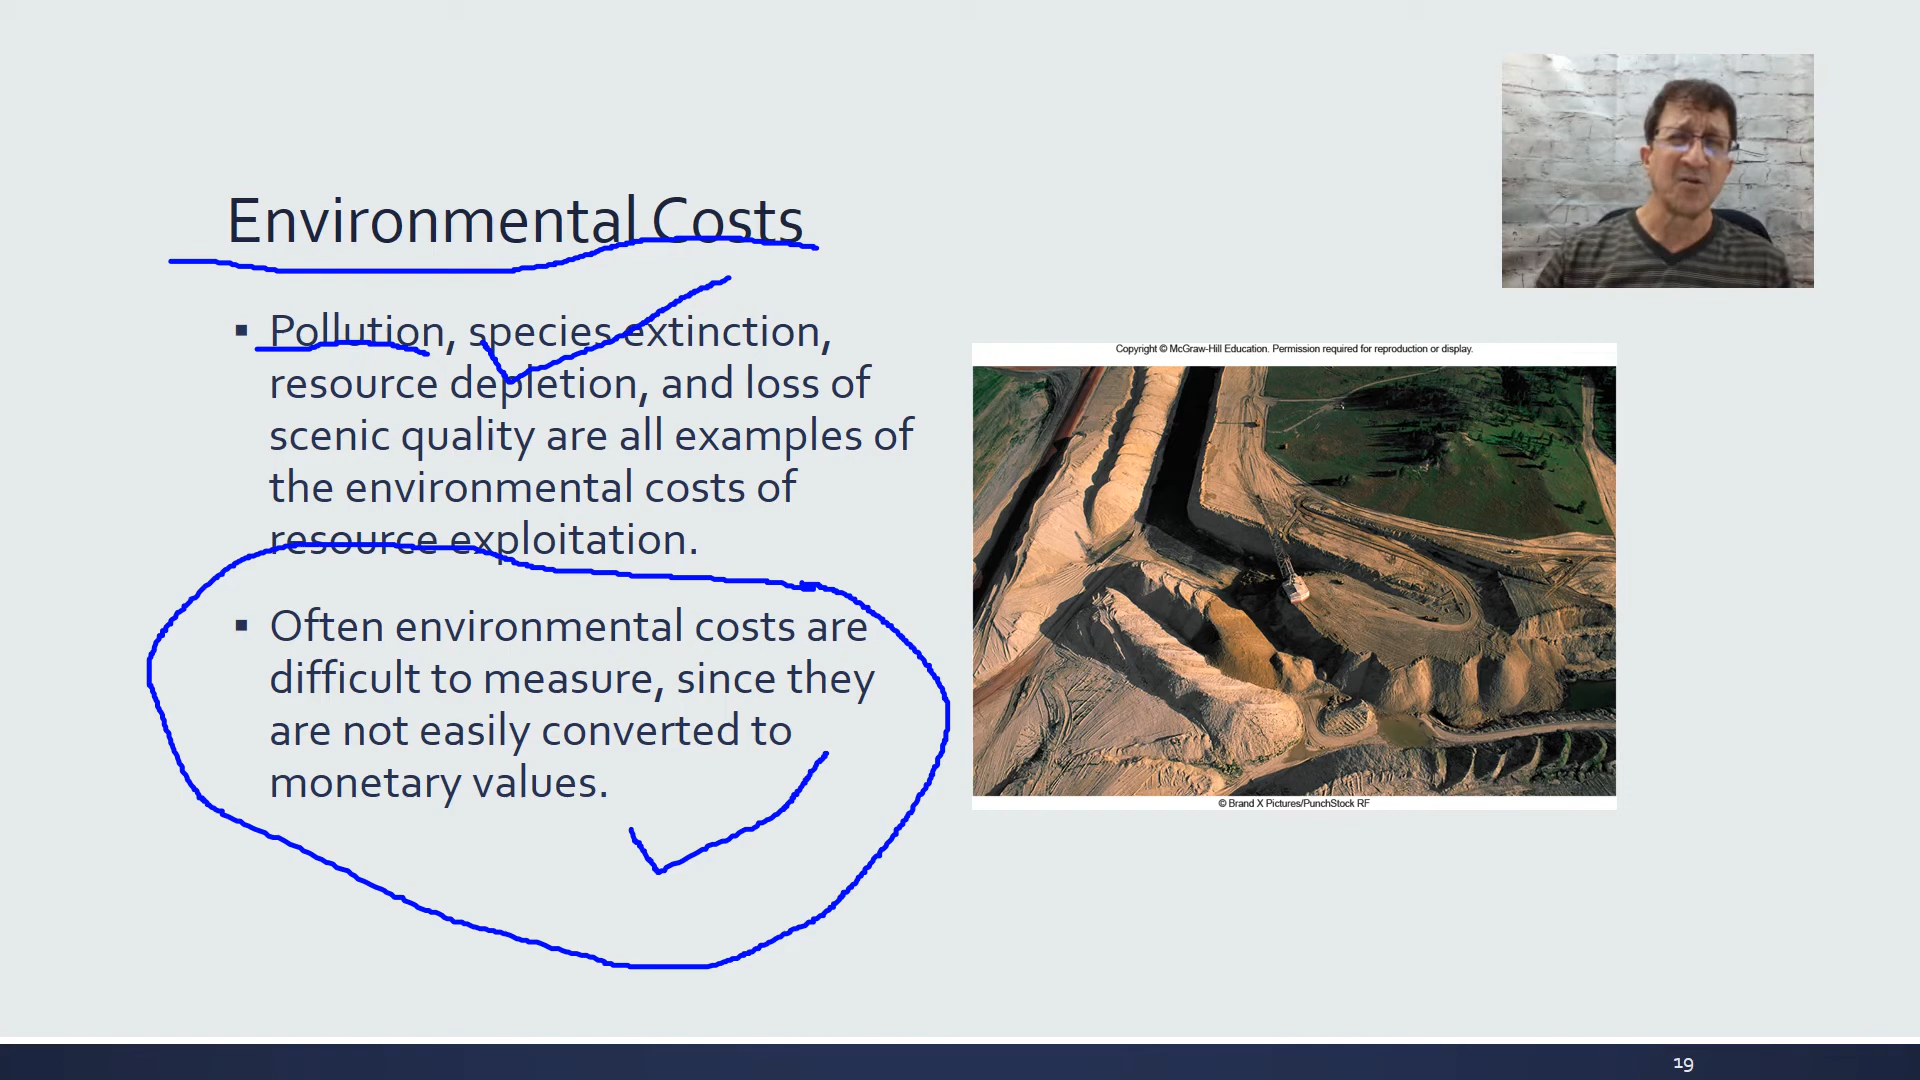 Environmental Costs
▪ Pollution, species extinction,
resource depletion, and loss of
scenic quality are all examples of
the environmental costs of
resource exploitation.
▪ Often environmental costs are
difficult to measure, since they
are not easily converted to
monetary values.
Copyright © McGraw-Hill Education. Permission required for reproduction or display.
© Brand X Pictures/PunchStock RF
19